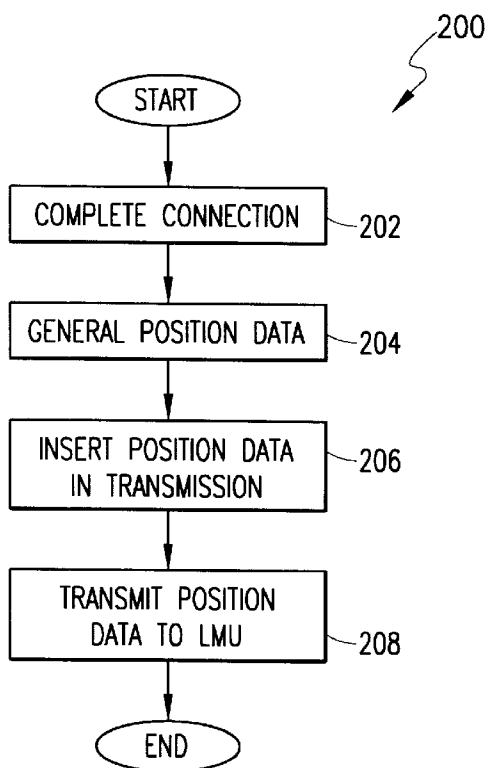 200
START
COMPLETE CONNECTION
202
GENERAL POSITION DATA
204
INSERT POSITION DATA
IN TRANSMISSION
206
TRANSMIT POSITION
DATA TO LMU
208
END